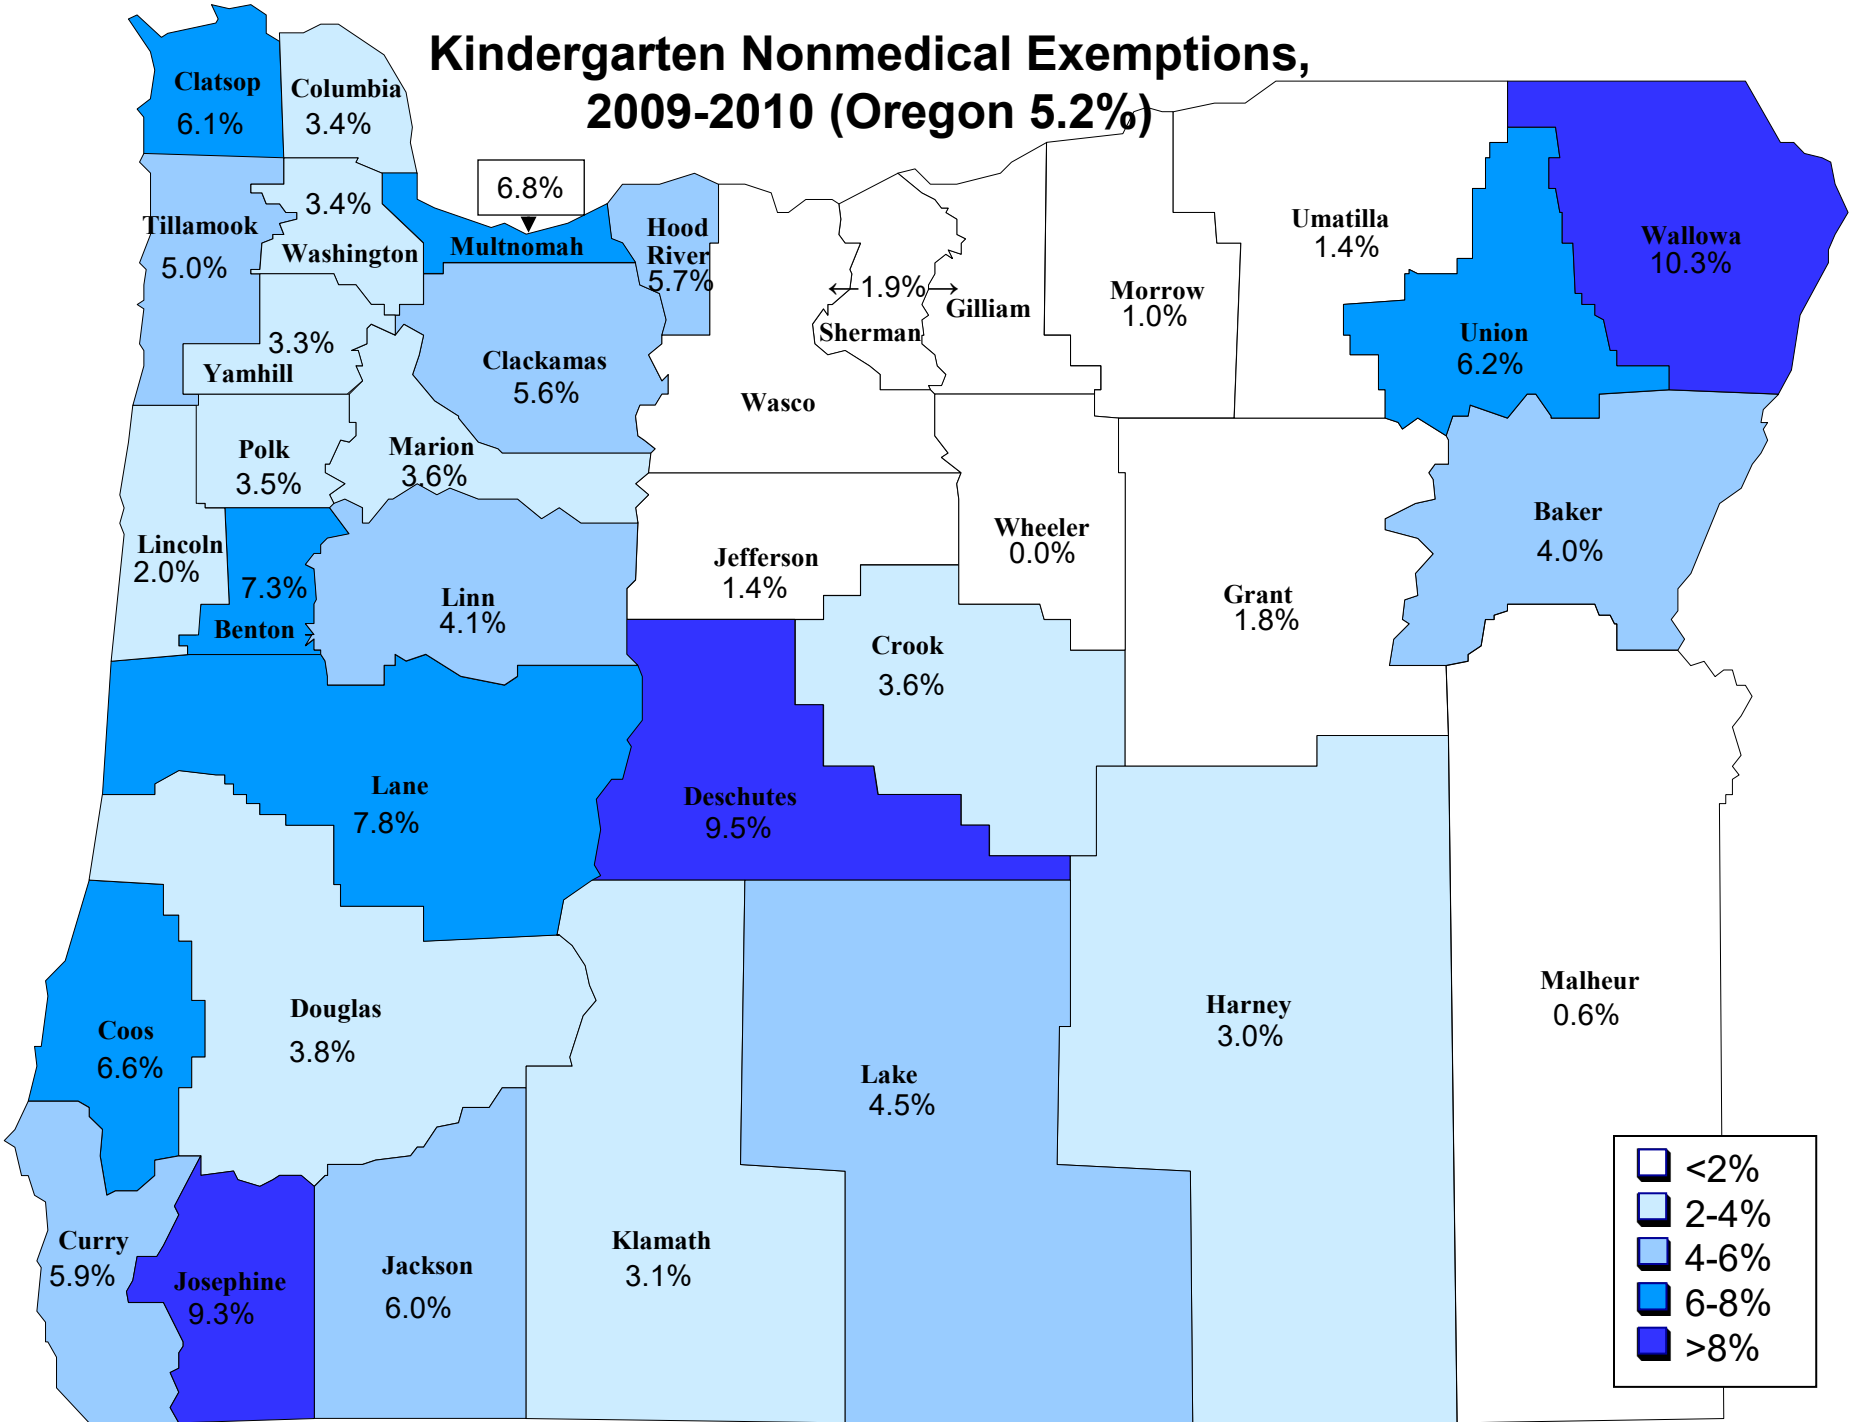 Kindergarten Nonmedical Exemptions,
2009-2010 (Oregon 5.2%)
Clatsop
6.1%
Columbia
3.4%
Tillamook
5.0%
3.4%
Washington
6.8%
Multnomah
Hood
River
5.7%
3.3%
Yamhill
Clackamas
5.6%
Wasco
1.9%
Sherman
Gilliam
Morrow
1.0%
Umatilla
1.4%
Union
6.2%
Wallowa
10.3%
Polk
3.5%
Marion
3.6%
Lincoln
2.0%
7.3%
Benton
Linn
4.1%
Jefferson
1.4%
Wheeler
0.0%
Grant
1.8%
Baker
4.0%
Crook
3.6%
Lane
7.8%
Deschutes
9.5%
Coos
6.6%
Douglas
3.8%
Lake
4.5%
Harney
3.0%
Malheur
0.6%
Curry
5.9%
Josephine
9.3%
Jackson
6.0%
Klamath
3.1%
<2%
2-4%
4-6%
6-8%
>8%